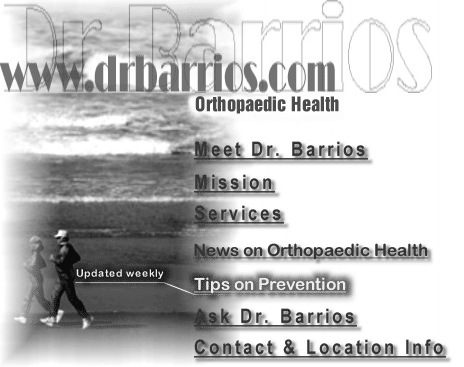 Dr Barrios
www.drbarrios.com
Orthopaedic Health
Meet Dr. Barrios
Mission
Services
News on Orthopaedic Health
Updated weekly
Tips on Prevention
Ask Dr. Barrios
Contact & Location Info